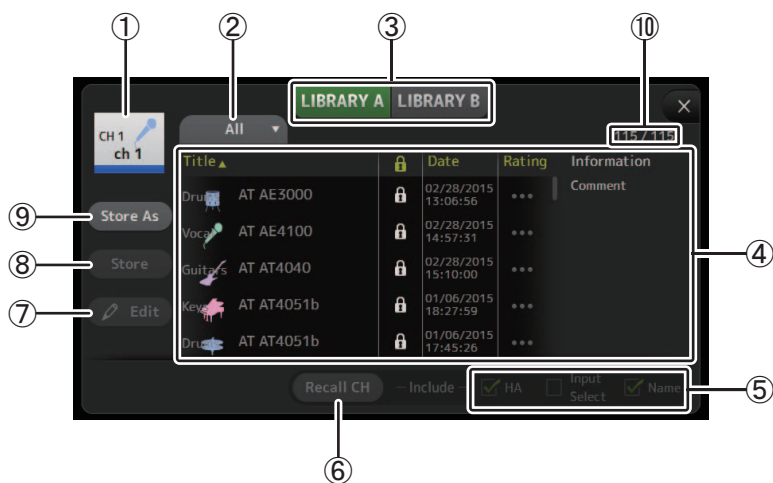 ① ② ③ ⑩
LIBRARY A LIBRARY B
CH 1
ch 1
All
115 / 115
Title Date Rating Information
Drums AT AE3000 02/28/2015 13:06:56 Comment
Vocal AT AE4100 02/28/2015 14:57:31
Guitars AT AT4040 02/28/2015 15:10:00
AT AT4051b 01/06/2015 18:27:59
AT AT4051b 01/06/2015 17:45:26
⑨ Store As
⑧ Store
⑦ Edit
④
Recall CH – Include – HA Input Select Name
⑤
⑥